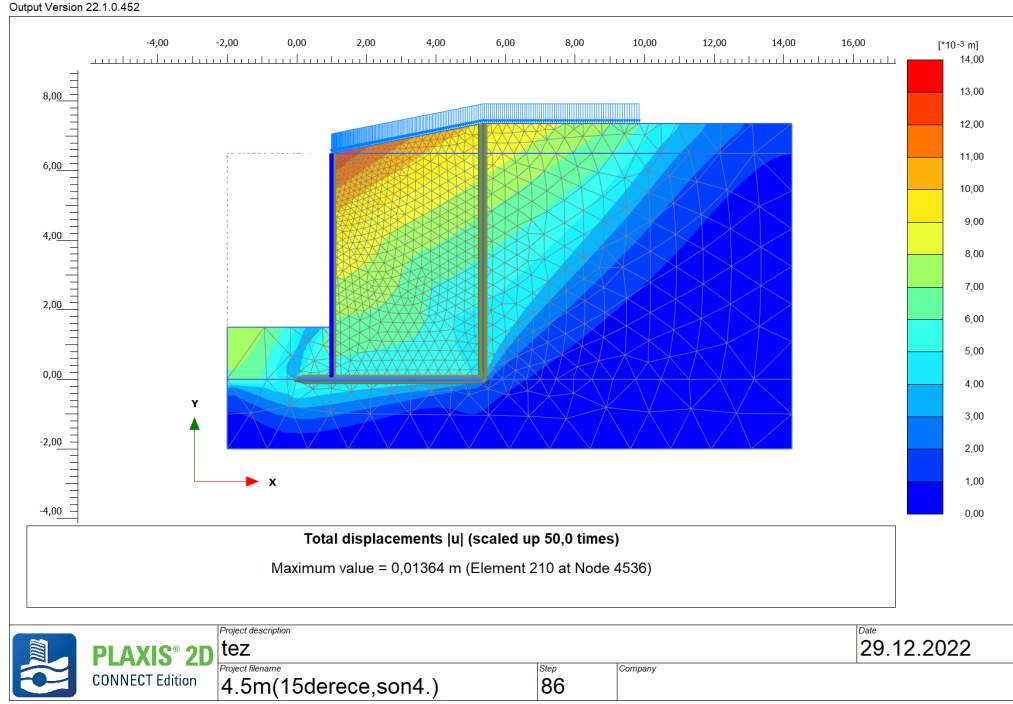 Output Version 22.1.0.452
-4,00 -2,00 0,00 2,00 4,00 6,00 8,00 10,00 12,00 14,00 16,00
[*10⁻³ m]
14,00
13,00
12,00
11,00
10,00
9,00
8,00
7,00
6,00
5,00
4,00
3,00
2,00
1,00
0,00
8,00
6,00
4,00
2,00
0,00
-2,00
-4,00
Y
X
Total displacements |u| (scaled up 50,0 times)
Maximum value = 0,01364 m (Element 210 at Node 4536)
PLAXIS® 2D
CONNECT Edition
Project description
tez
Date
29.12.2022
Project filename
4.5m(15derece,son4.)
Step
86
Company